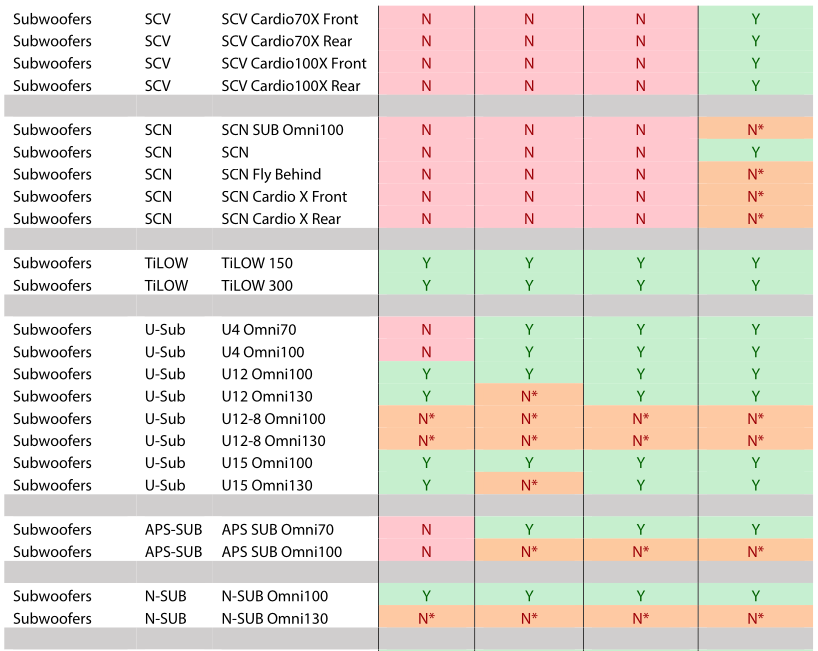 Subwoofers SCV SCV Cardio70X Front N N N Y
Subwoofers SCV SCV Cardio70X Rear N N N Y
Subwoofers SCV SCV Cardio100X Front N N N Y
Subwoofers SCV SCV Cardio100X Rear N N N Y
Subwoofers SCN SCN SUB Omni100 N N N N*
Subwoofers SCN SCN N N N Y
Subwoofers SCN SCN Fly Behind N N N N*
Subwoofers SCN SCN Cardio X Front N N N N*
Subwoofers SCN SCN Cardio X Rear N N N N*
Subwoofers TiLOW TiLOW 150 Y Y Y Y
Subwoofers TiLOW TiLOW 300 Y Y Y Y
Subwoofers U-Sub U4 Omni70 N Y Y Y
Subwoofers U-Sub U4 Omni100 N Y Y Y
Subwoofers U-Sub U12 Omni100 Y Y Y Y
Subwoofers U-Sub U12 Omni130 Y N* Y Y
Subwoofers U-Sub U12-8 Omni100 N* N* N* N*
Subwoofers U-Sub U12-8 Omni130 N* N* N* N*
Subwoofers U-Sub U15 Omni100 Y Y Y Y
Subwoofers U-Sub U15 Omni130 Y N* Y Y
Subwoofers APS-SUB APS SUB Omni70 N Y Y Y
Subwoofers APS-SUB APS SUB Omni100 N N* N* N*
Subwoofers N-SUB N-SUB Omni100 Y Y Y Y
Subwoofers N-SUB N-SUB Omni130 N* N* N* N*